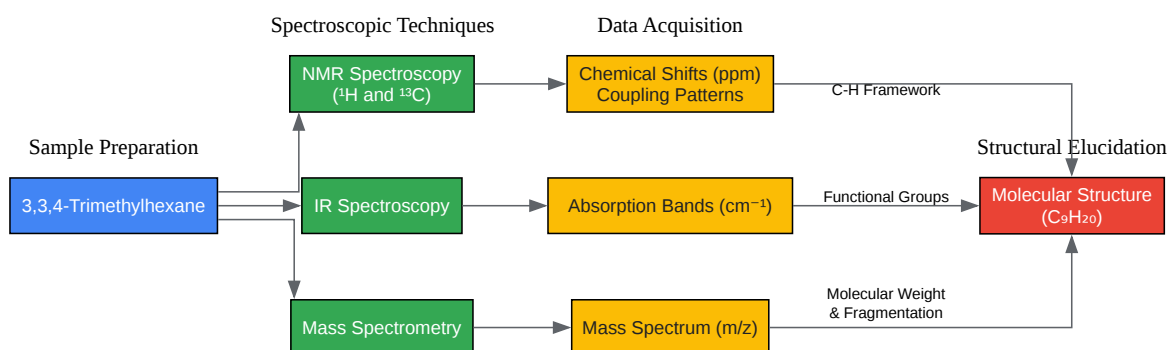 Spectroscopic Techniques
Data Acquisition
NMR Spectroscopy
(¹H and ¹³C)
Chemical Shifts (ppm)
Coupling Patterns
C-H Framework
Sample Preparation
Structural Elucidation
3,3,4-Trimethylhexane
IR Spectroscopy
Absorption Bands (cm⁻¹)
Functional Groups
Molecular Structure
(C₉H₂₀)
Mass Spectrometry
Mass Spectrum (m/z)
Molecular Weight
& Fragmentation